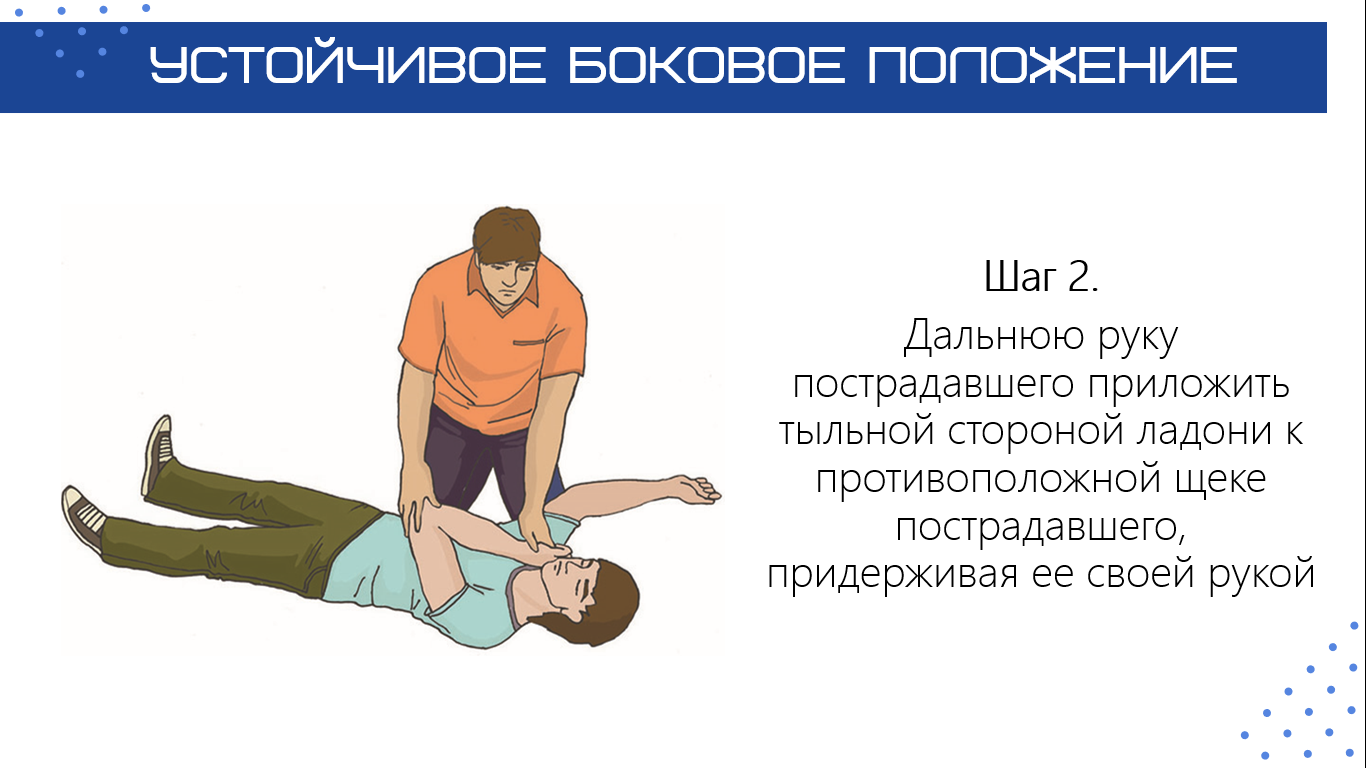 УСТОЙЧИВОЕ БОКОВОЕ ПОЛОЖЕНИЕ
Шаг 2.
Дальнюю руку
пострадавшего приложить
тыльной стороной ладони к
противоположной щеке
пострадавшего,
придерживая ее своей рукой